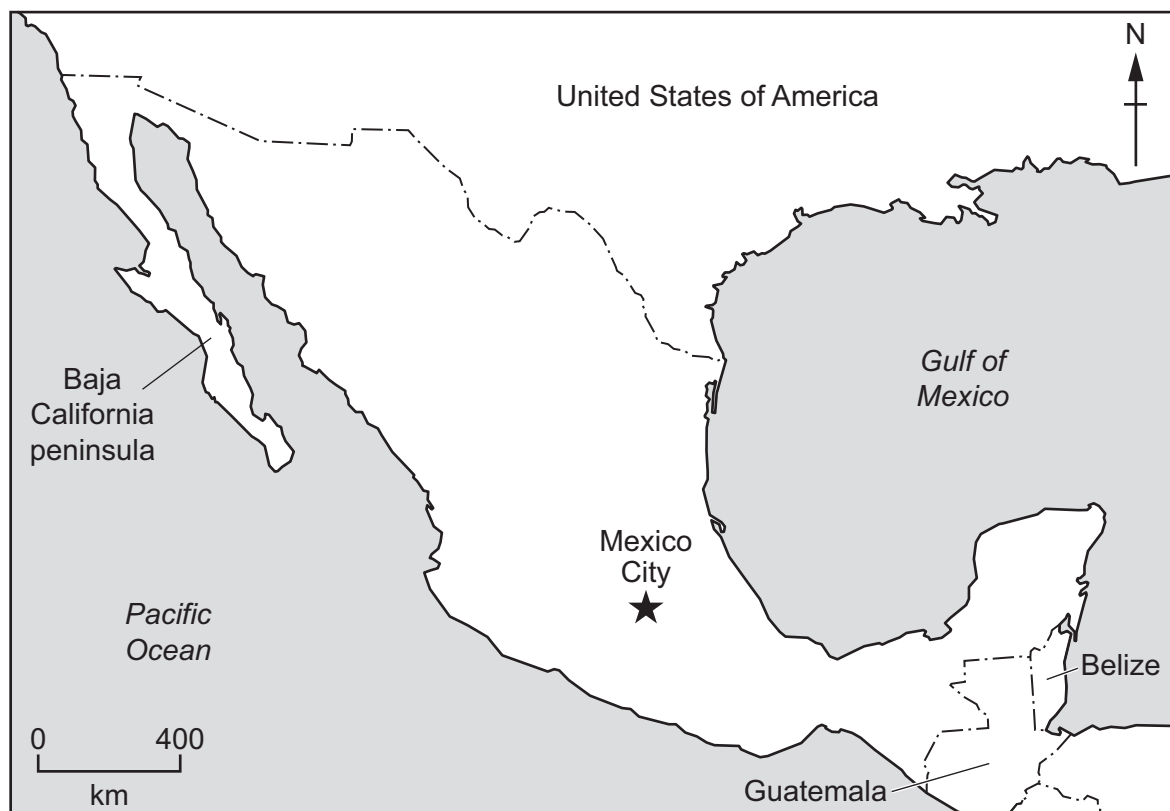 N
United States of America
Gulf of
Mexico
Baja
California
peninsula
Mexico
City
Pacific
Ocean
Belize
0 400
km
Guatemala